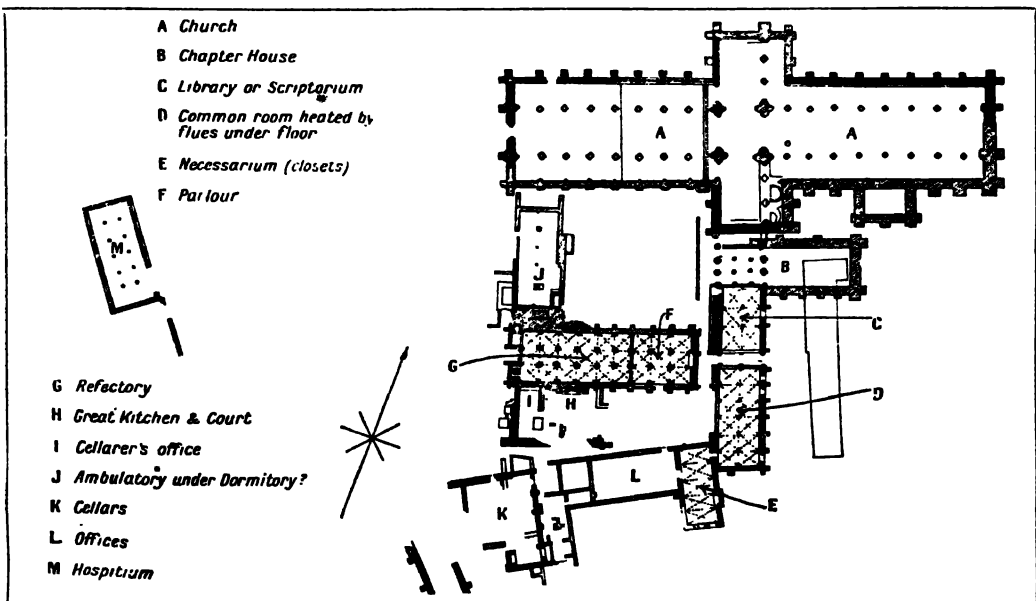 A Church
B Chapter House
C Library or Scriptorium
D Common room heated by
flues under floor
E Necessarium (closets)
F Parlour
A
A
M
J
B
C
F
G
I
H
D
L
K
E
G Refectory
H Great Kitchen & Court
I Cellarer's office
J Ambulatory under Dormitory?
K Cellars
L Offices
M Hospitium